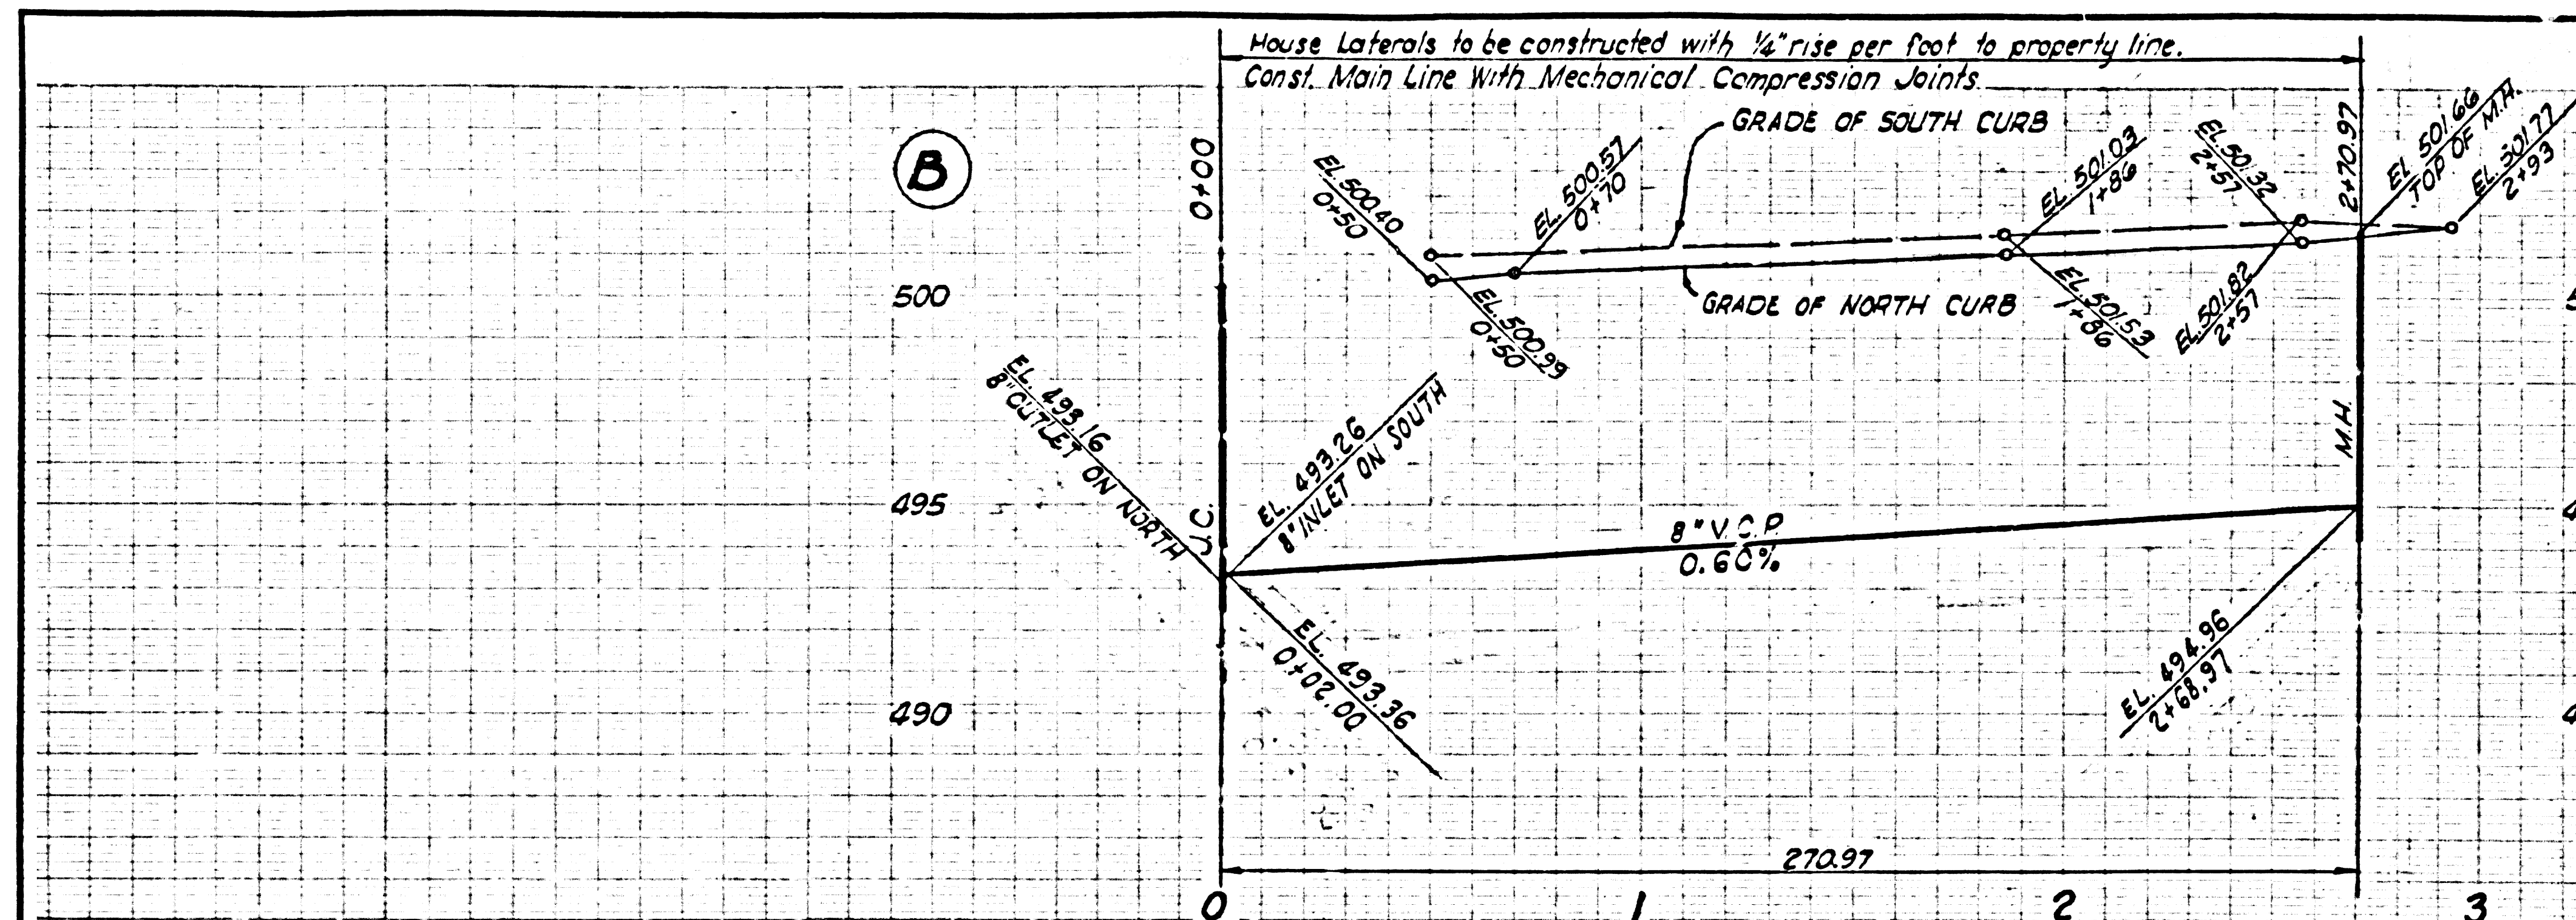 House Laterals to be constructed with 1/4" rise per foot to property line.
Const. Main Line With Mechanical Compression Joints.
B
0+00
GRADE OF SOUTH CURB
EL. 500.40
0+50
EL. 500.57
0+70
EL. 501.03
1+86
EL. 501.32
2+57
2+70.97
EL. 501.66
TOP OF M.H.
EL. 501.77
2+93
500
EL. 500.99
0+50
GRADE OF NORTH CURB
EL. 501.53
1+86
EL. 501.82
2+57
EL. 493.16
8" OUTLET ON NORTH
EL. 493.26
8" INLET ON SOUTH
M.H.
495
J.C.
8" V.C.P.
0.60%
490
EL. 493.36
0+02.00
EL. 494.96
2+68.97
270.97
0 1 2 3